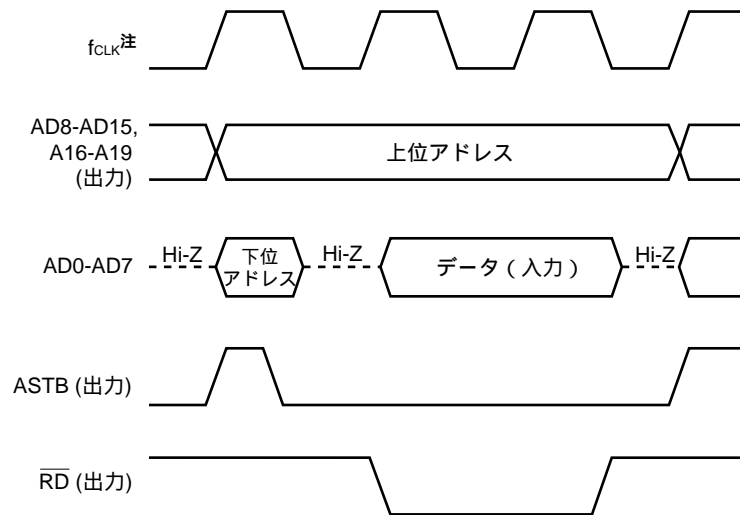 fCLK注
AD8-AD15,
A16-A19
(出力)
上位アドレス
AD0-AD7
Hi-Z
下位
アドレス
Hi-Z
データ（入力）
Hi-Z
ASTB (出力)
RD (出力)